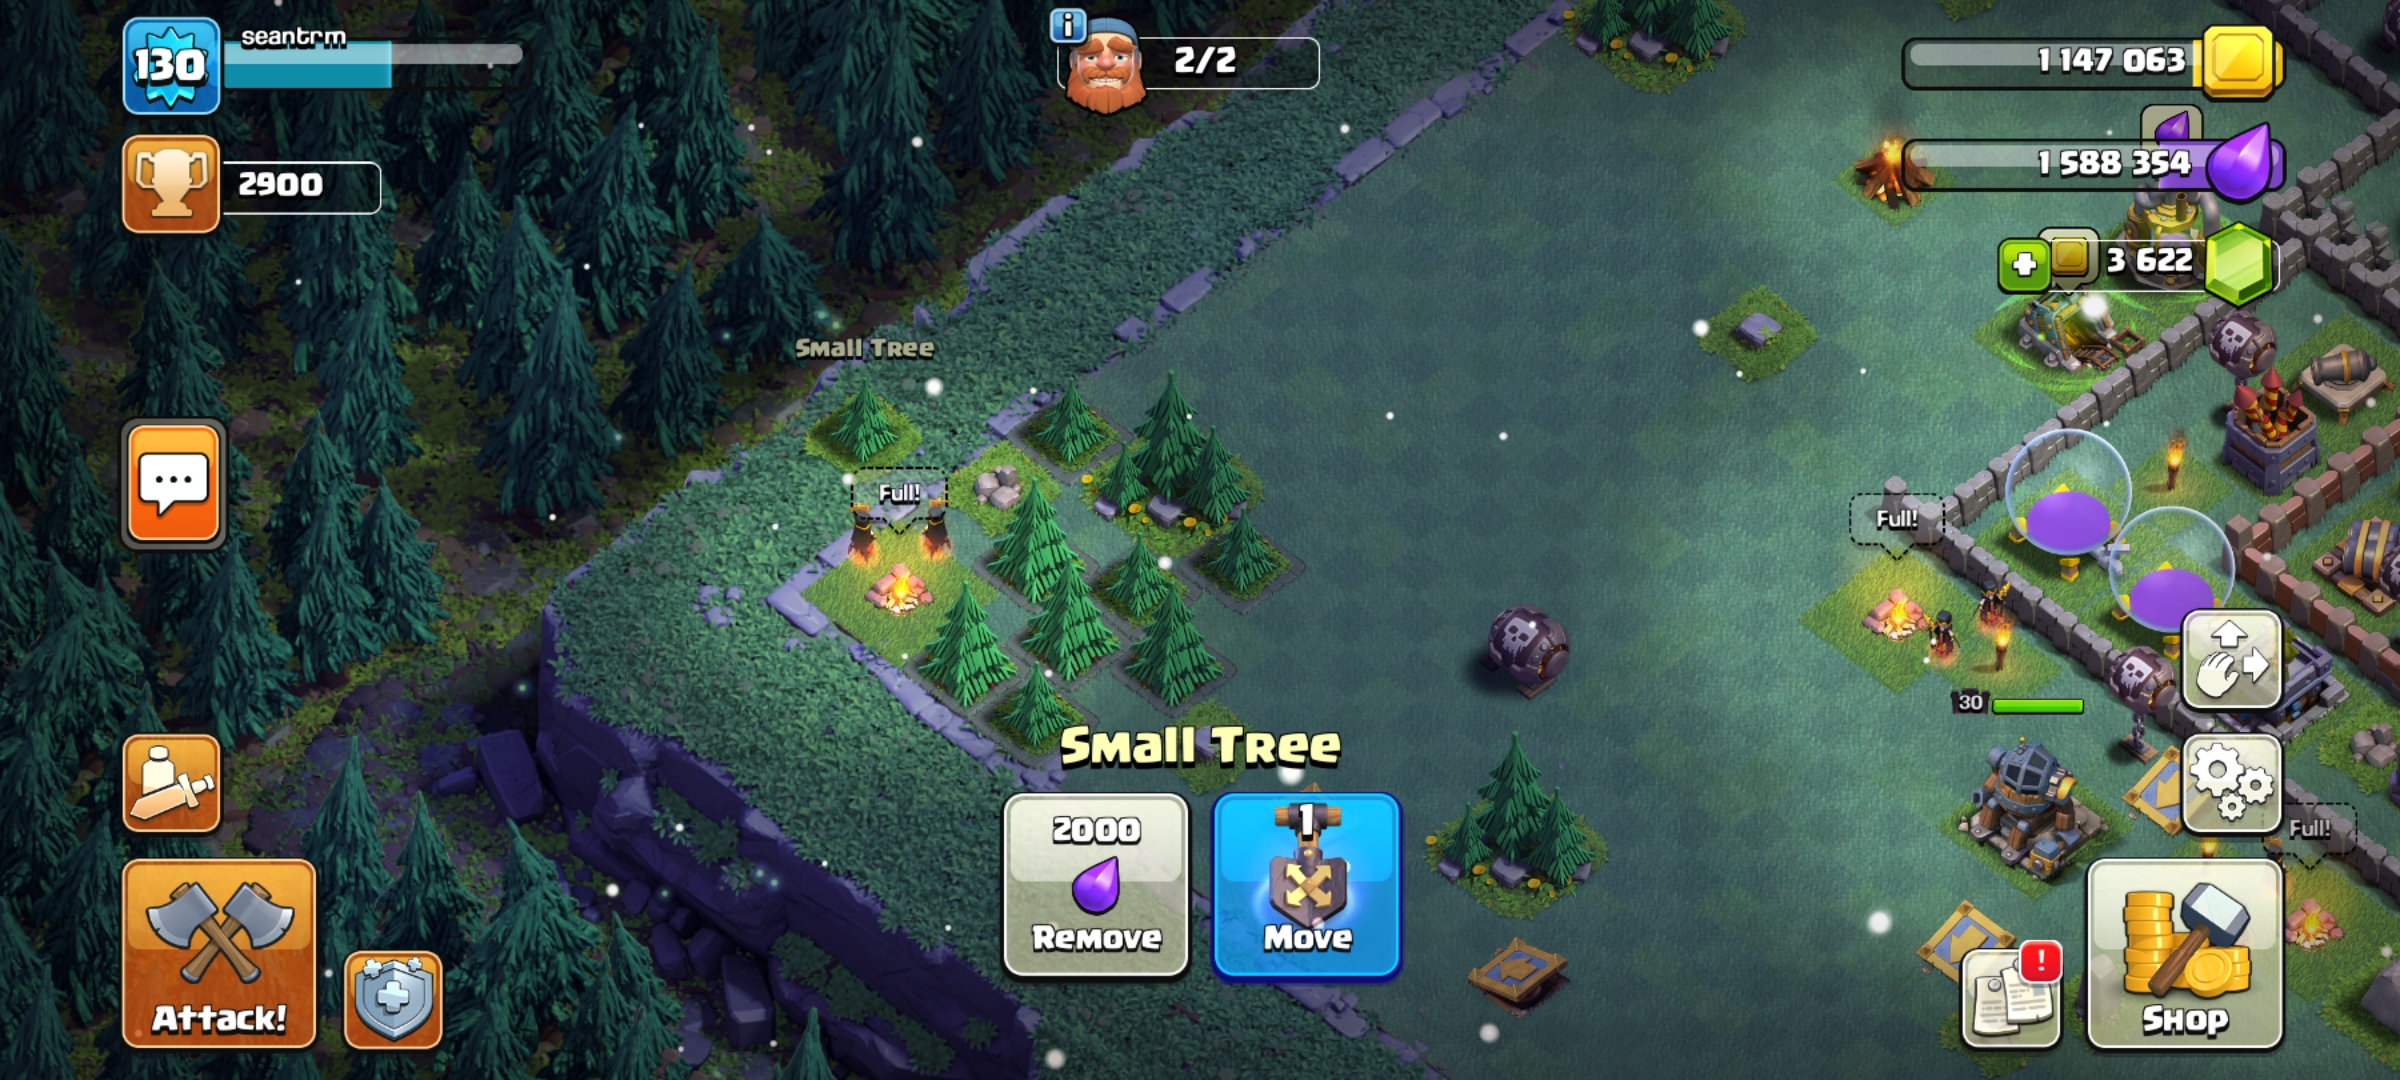 130
seantrm
i
2/2
1 147 063
2900
1 588 354
3 622
Small Tree
Full!
Full!
30
Small Tree
2000
1
Remove
Move
Full!
!
Attack!
Shop